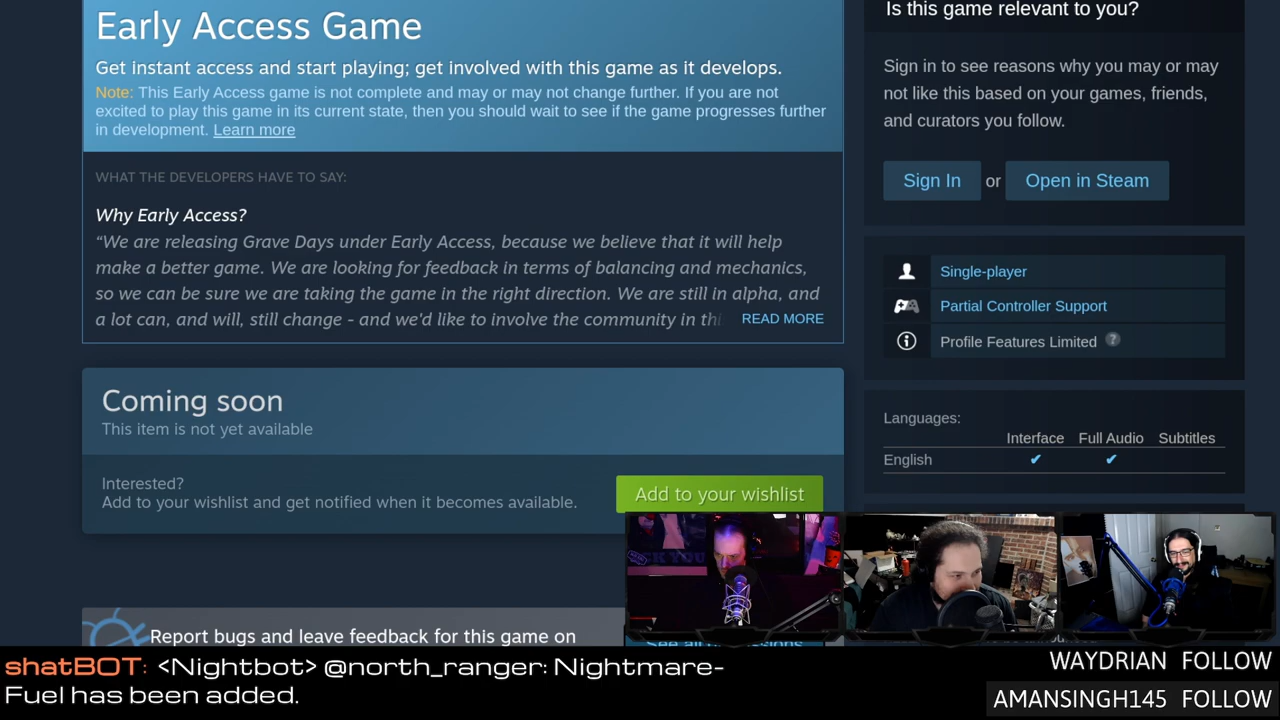 Early Access Game
Get instant access and start playing; get involved with this game as it develops.
Note: This Early Access game is not complete and may or may not change further. If you are not
excited to play this game in its current state, then you should wait to see if the game progresses further
in development. Learn more
WHAT THE DEVELOPERS HAVE TO SAY:
Why Early Access?
“We are releasing Grave Days under Early Access, because we believe that it will help
make a better game. We are looking for feedback in terms of balancing and mechanics,
so we can be sure we are taking the game in the right direction. We are still in alpha, and
a lot can, and will, still change - and we'd like to involve the community in thi
READ MORE
Coming soon
This item is not yet available
Interested?
Add to your wishlist and get notified when it becomes available.
Add to your wishlist
Report bugs and leave feedback for this game on
Is this game relevant to you?
Sign in to see reasons why you may or may
not like this based on your games, friends,
and curators you follow.
Sign In or Open in Steam
Single-player
Partial Controller Support
Profile Features Limited ?
Languages:
Interface Full Audio Subtitles
English ✔ ✔
shatBOT: <Nightbot> @north_ranger: Nightmare-
Fuel has been added.
WAYDRIAN FOLLOW
AMANSINGH145 FOLLOW